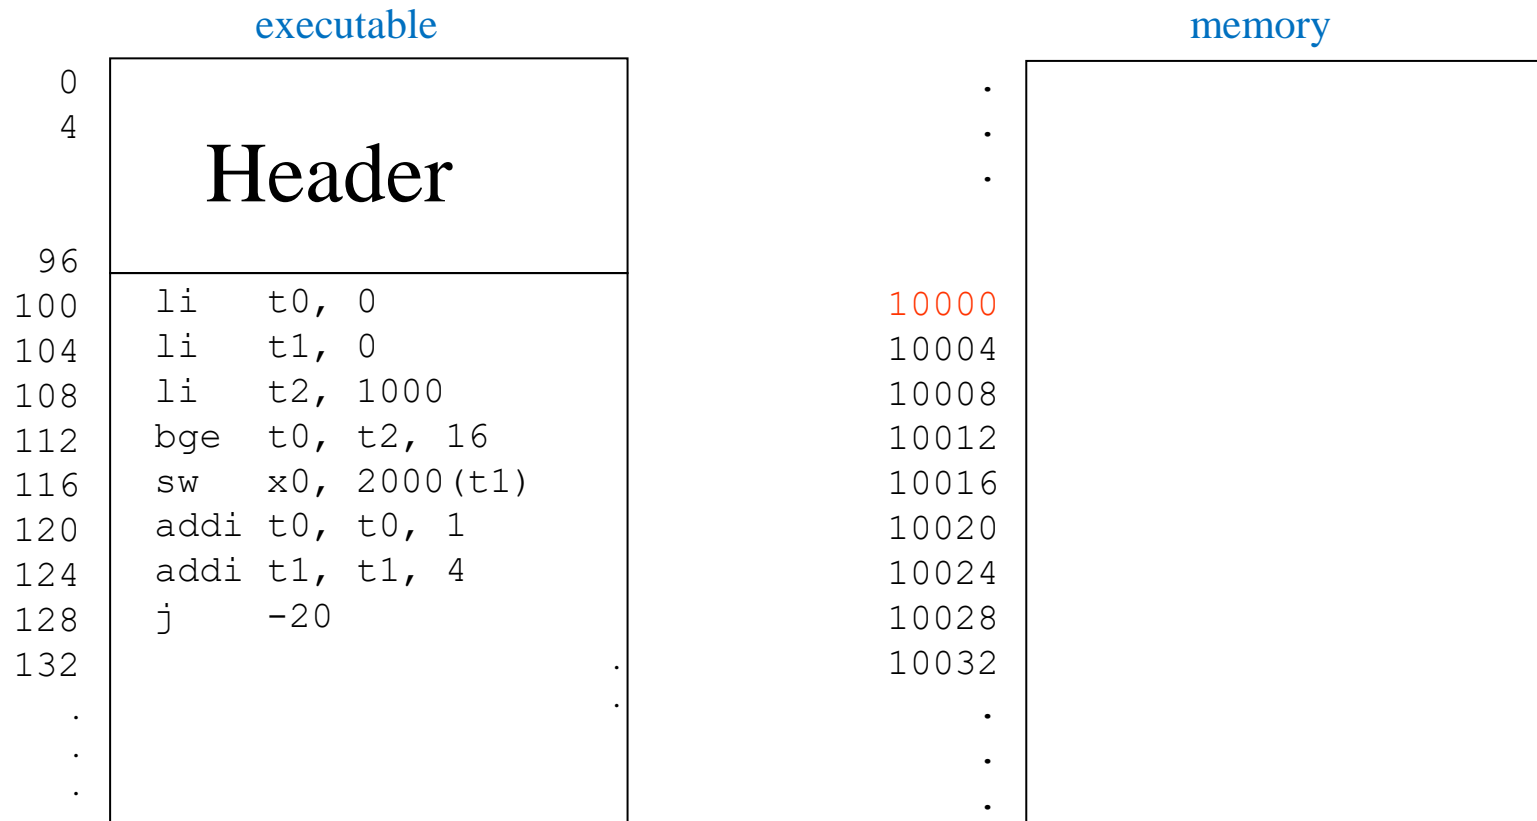 executable memory
0 .
4 .
Header .
96
100 li t0, 0 10000
104 li t1, 0 10004
108 li t2, 1000 10008
112 bge t0, t2, 16 10012
116 sw x0, 2000(t1) 10016
120 addi t0, t0, 1 10020
124 addi t1, t1, 4 10024
128 j -20 10028
132 . 10032
. . .
. .
. .